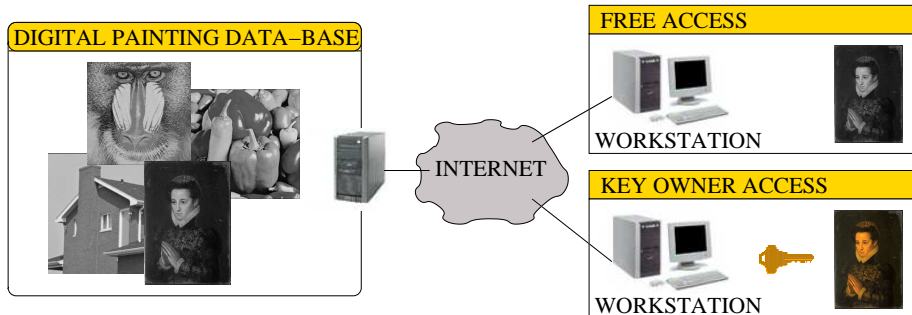 DIGITAL PAINTING DATA−BASE
INTERNET
FREE ACCESS
WORKSTATION
KEY OWNER ACCESS
WORKSTATION